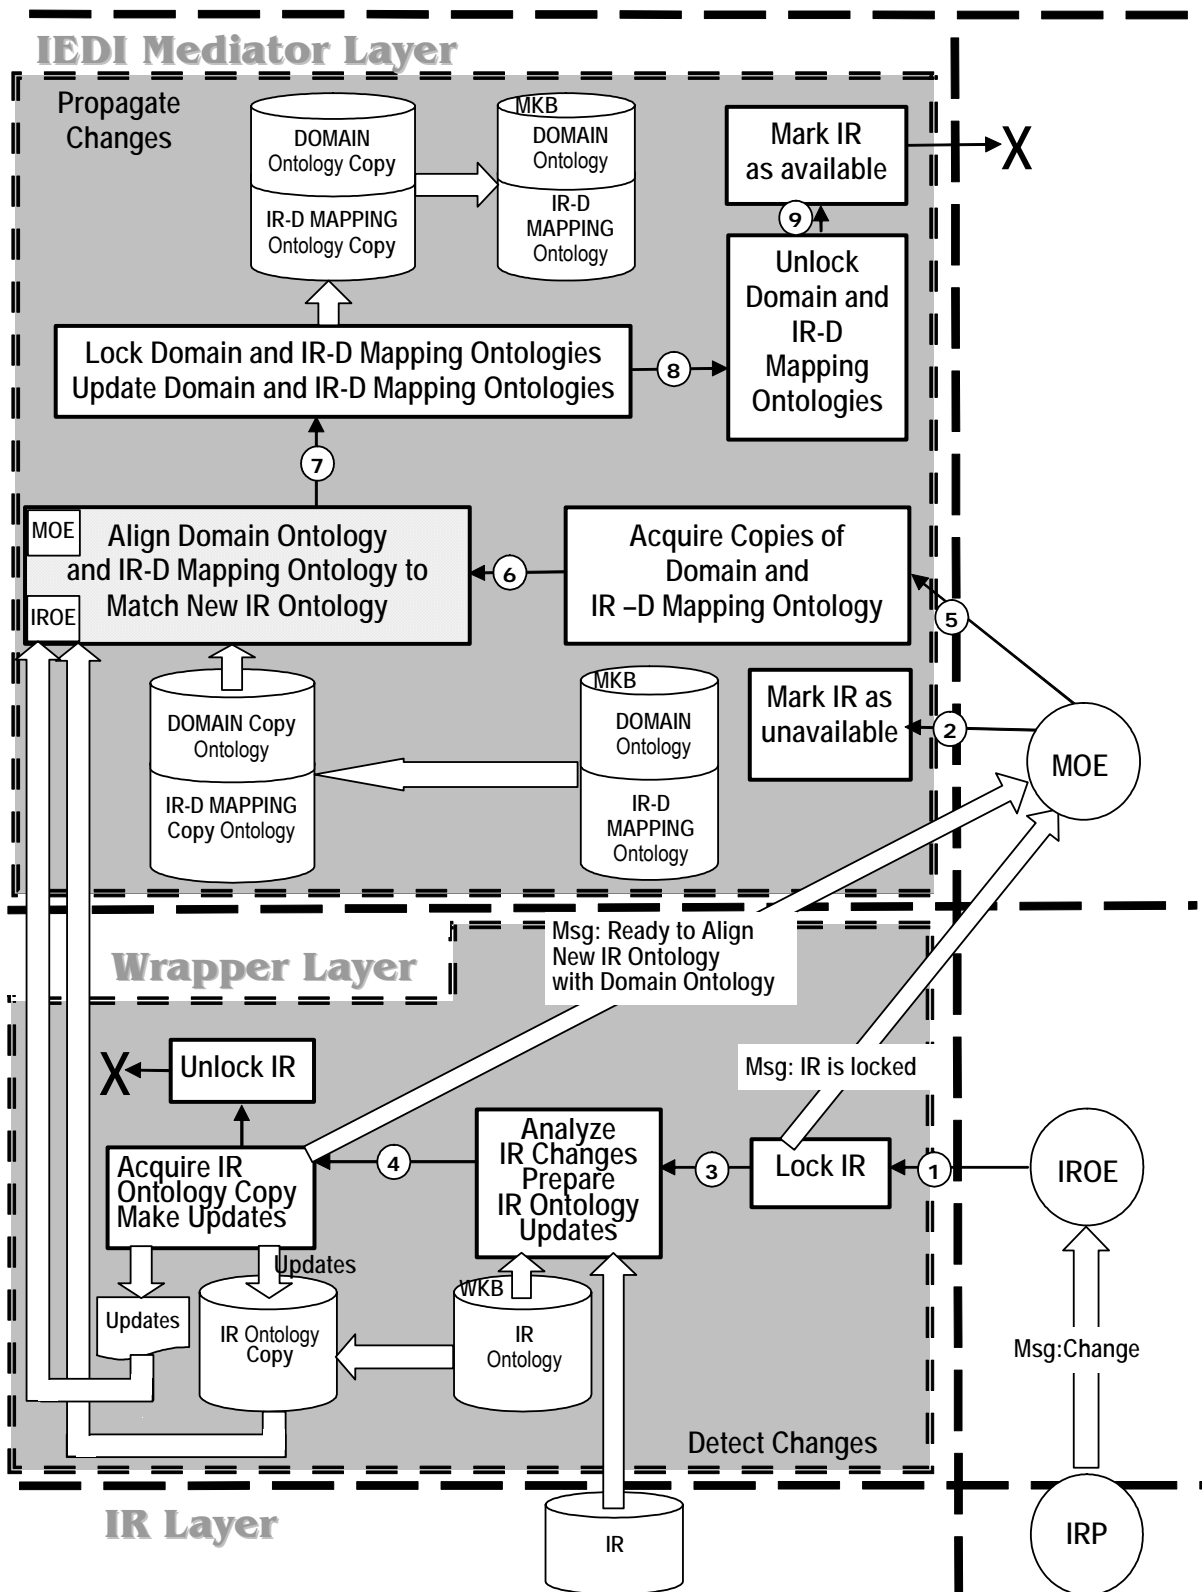 IEDI Mediator Layer
Propagate
Changes
DOMAIN
Ontology Copy
IR-D MAPPING
Ontology Copy
MKB
DOMAIN
Ontology
IR-D
MAPPING
Ontology
Mark IR
as available
X
9
Unlock
Domain and
IR-D
Mapping
Ontologies
Lock Domain and IR-D Mapping Ontologies
Update Domain and IR-D Mapping Ontologies
8
7
MOE
IROE
Align Domain Ontology
and IR-D Mapping Ontology to
Match New IR Ontology
6
Acquire Copies of
Domain and
IR –D Mapping Ontology
5
DOMAIN Copy
Ontology
IR-D MAPPING
Copy Ontology
MKB
DOMAIN
Ontology
IR-D
MAPPING
Ontology
Mark IR as
unavailable
2
MOE
Wrapper Layer
Msg: Ready to Align
New IR Ontology
with Domain Ontology
Msg: IR is locked
X
Unlock IR
Acquire IR
Ontology Copy
Make Updates
4
Analyze
IR Changes
Prepare
IR Ontology
Updates
3
Lock IR
1
IROE
Updates
Updates
IR Ontology
Copy
WKB
IR
Ontology
Msg:Change
Detect Changes
IR Layer
IR
IRP